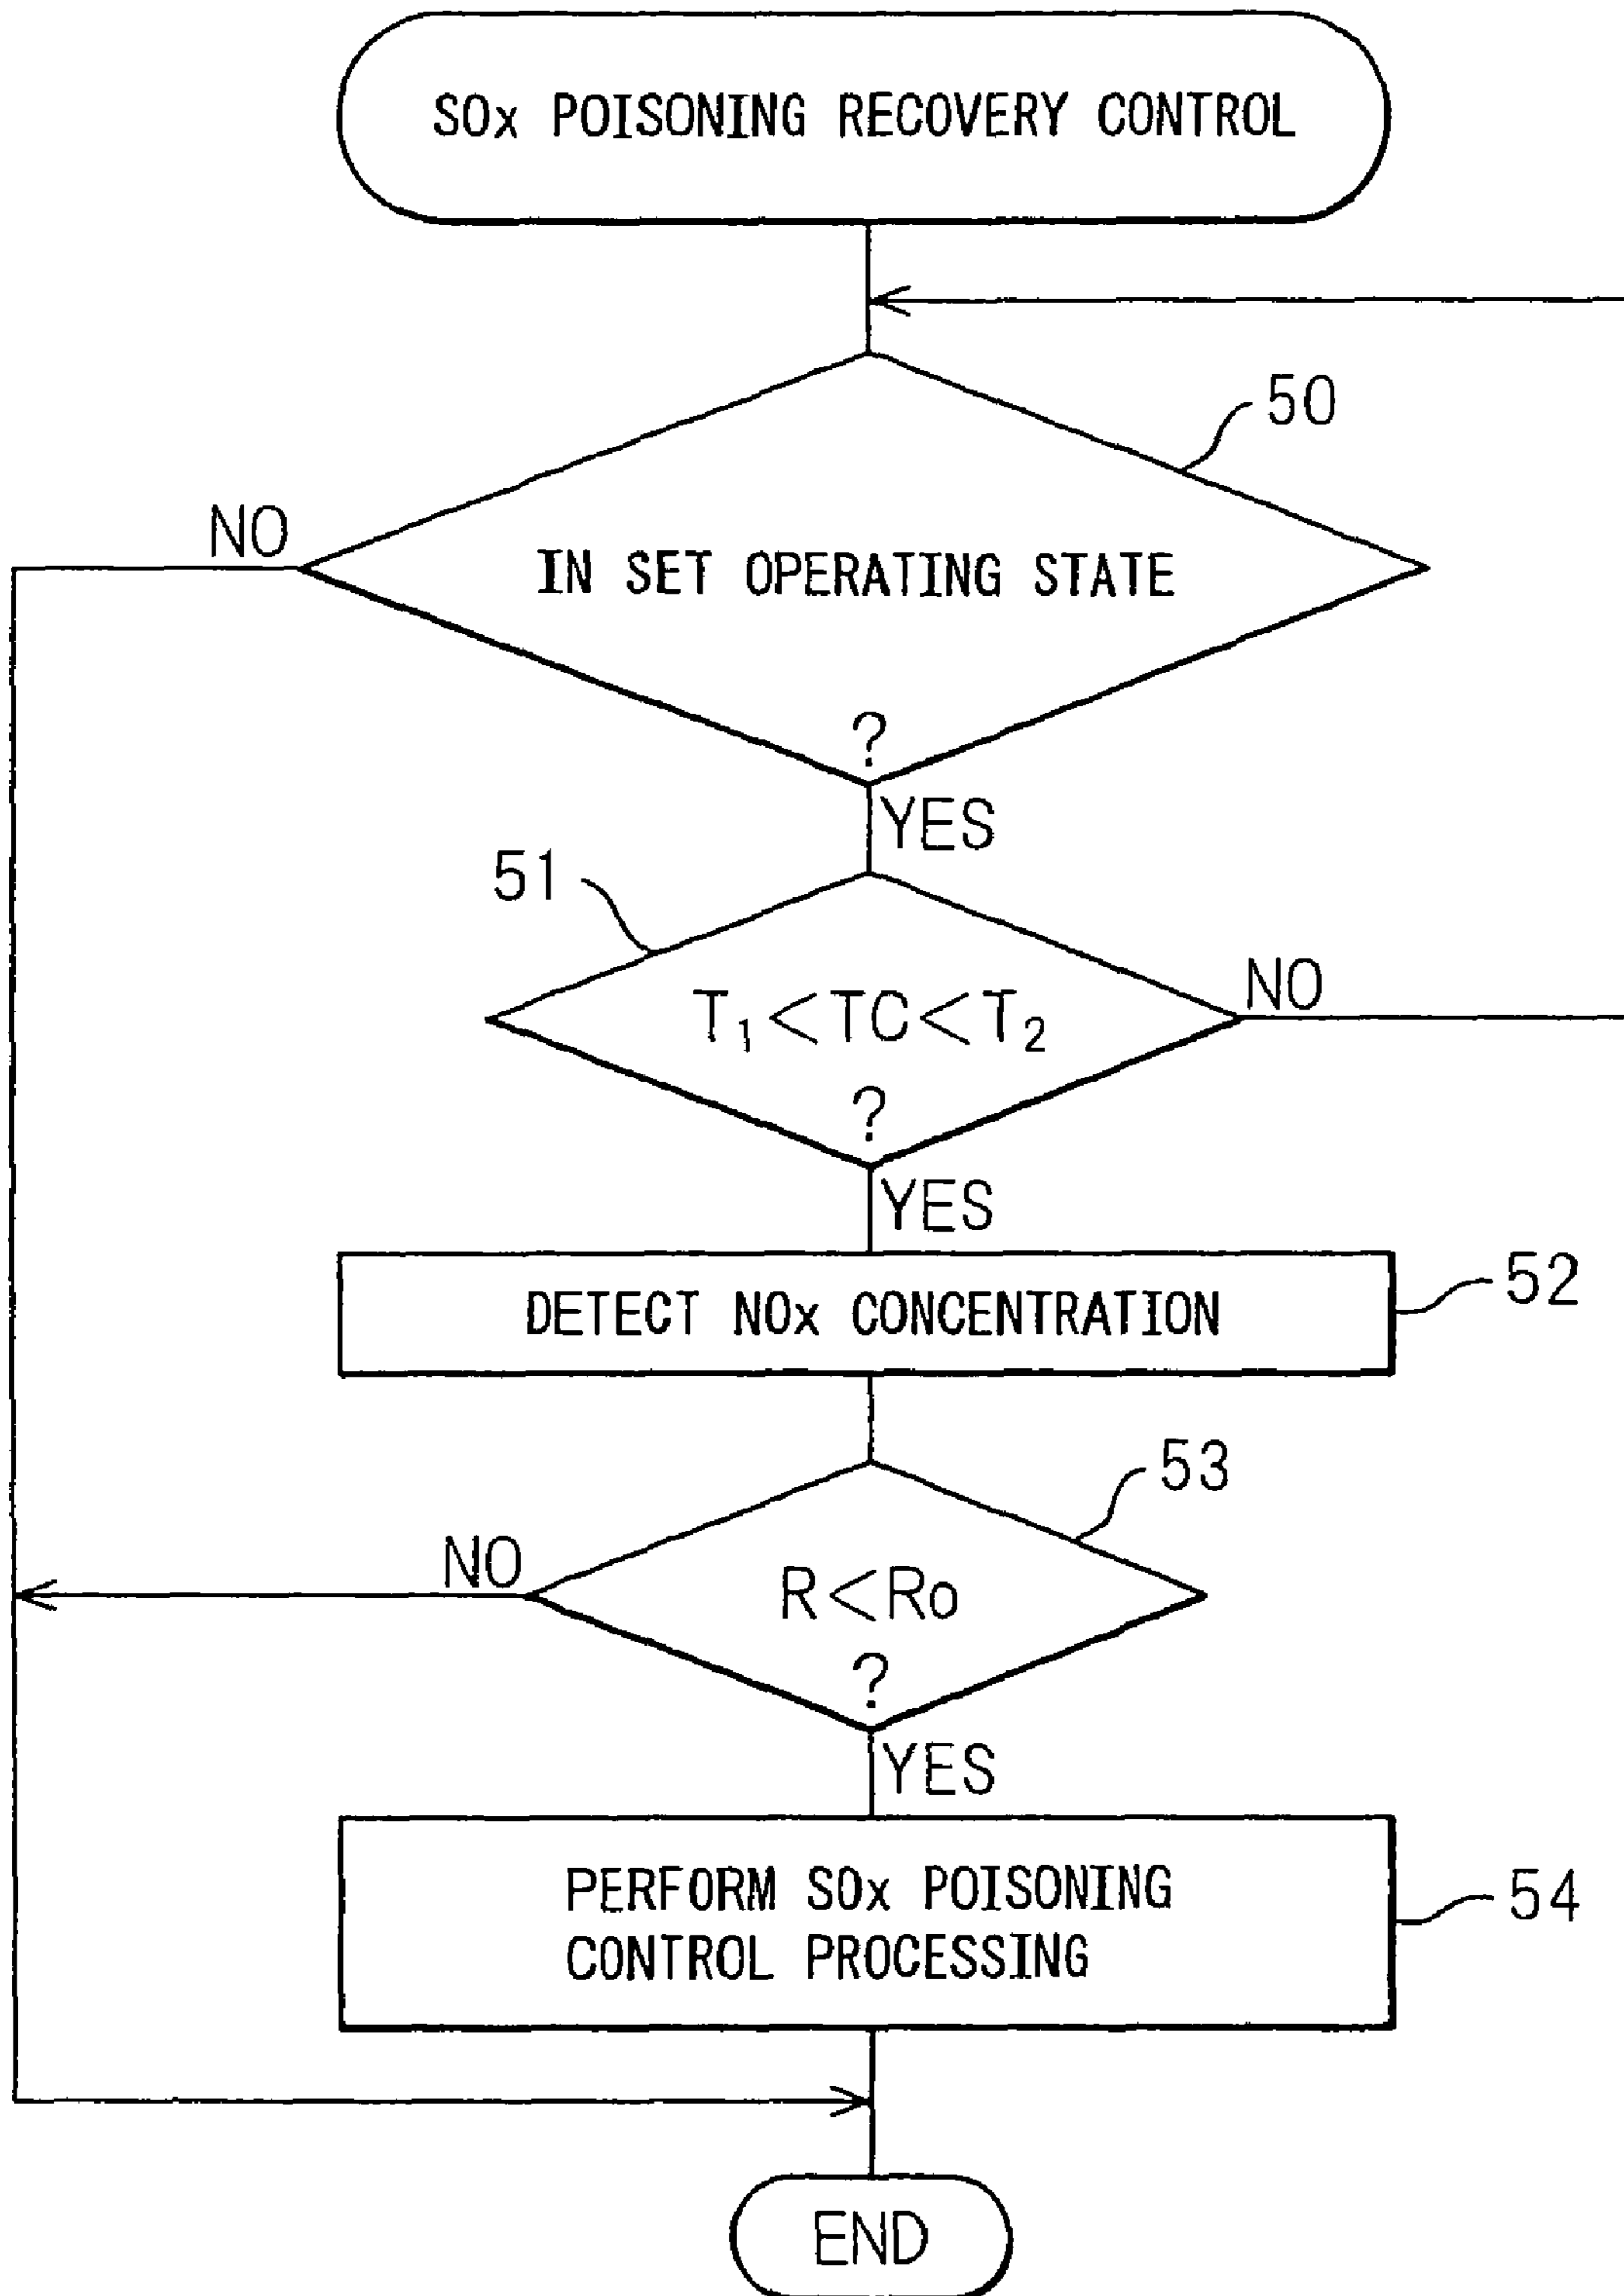 SOx POISONING RECOVERY CONTROL
50
NO
IN SET OPERATING STATE
?
YES
51
NO
T₁<TC<T₂
?
YES
DETECT NOx CONCENTRATION
52
53
NO
R<Ro
?
YES
PERFORM SOx POISONING
CONTROL PROCESSING
54
END